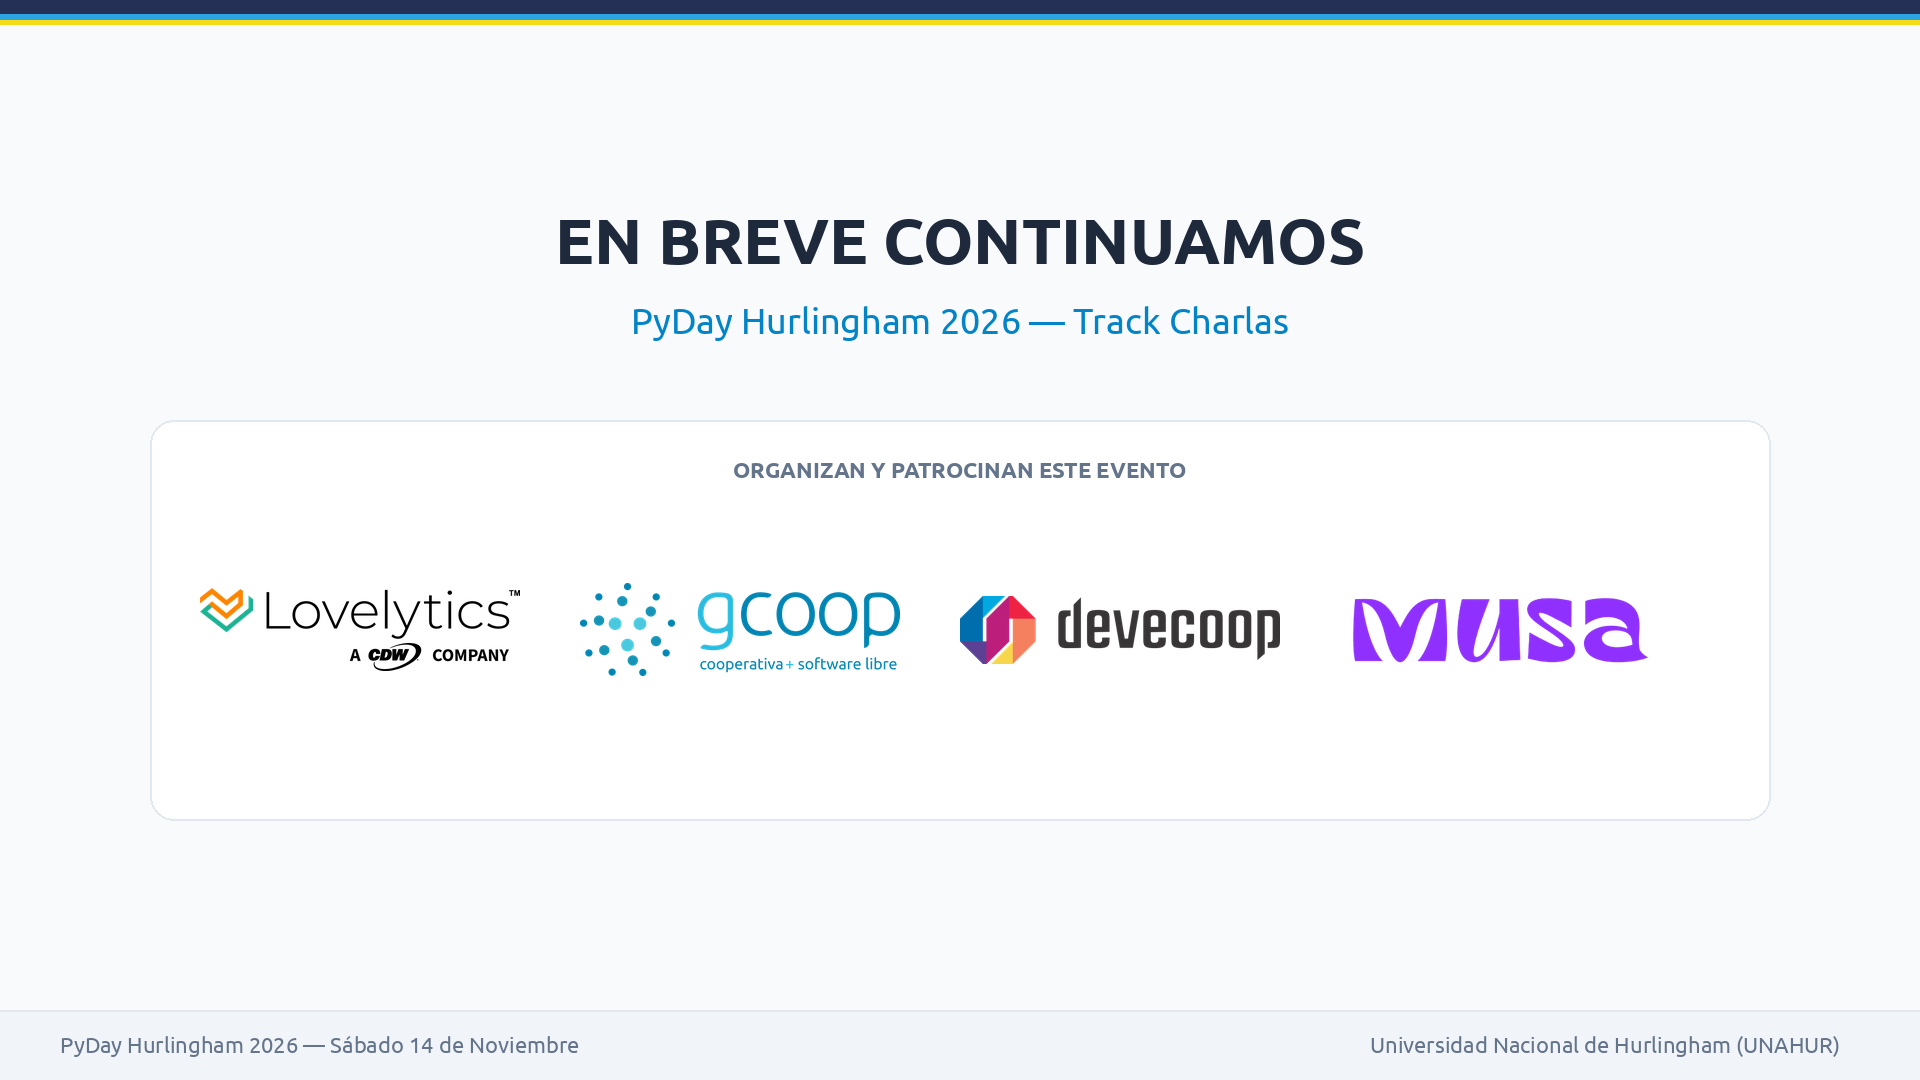 EN BREVE CONTINUAMOS
PyDay Hurlingham 2026 — Track Charlas
ORGANIZAN Y PATROCINAN ESTE EVENTO
Lovelytics™
A CDW COMPANY
gcoop
cooperativa + software libre
devecoop
musa
PyDay Hurlingham 2026 — Sábado 14 de Noviembre
Universidad Nacional de Hurlingham (UNAHUR)